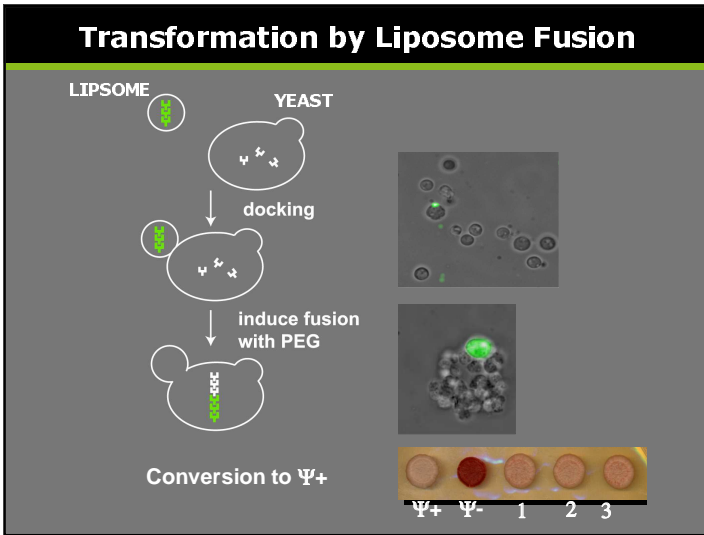 Transformation by Liposome Fusion
LIPSOME
YEAST
docking
induce fusion
with PEG
Conversion to Ψ+
Ψ+ Ψ- 1 2 3